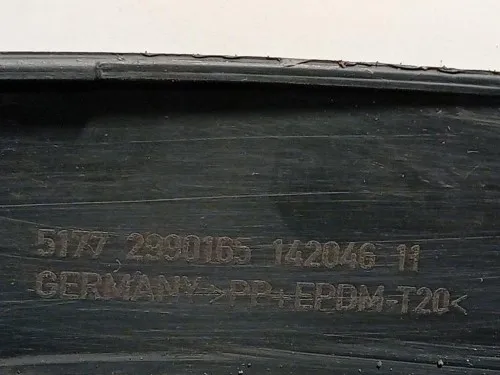 5177 2990165 142046 11
GERMANY >PP+EPDM-T20<